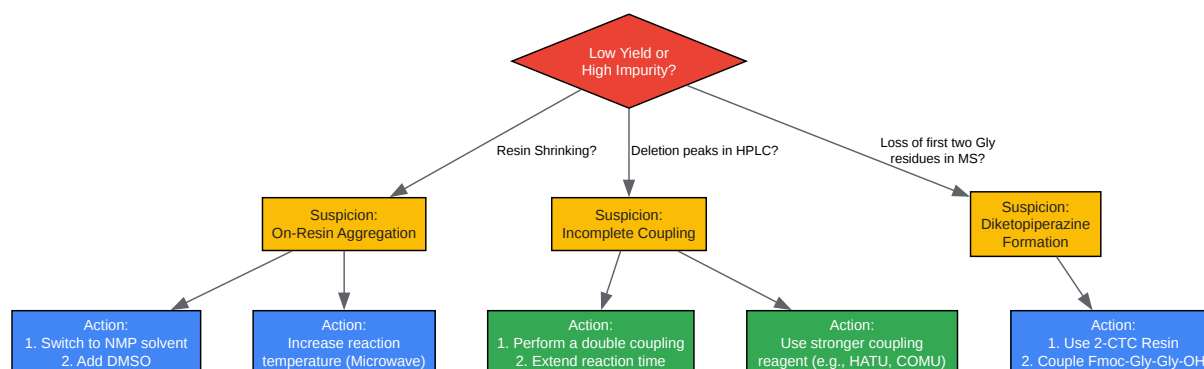 Low Yield or
High Impurity?
Resin Shrinking?
Deletion peaks in HPLC?
Loss of first two Gly
residues in MS?
Suspicion:
On-Resin Aggregation
Suspicion:
Incomplete Coupling
Suspicion:
Diketopiperazine
Formation
Action:
1. Switch to NMP solvent
2. Add DMSO
Action:
Increase reaction
temperature (Microwave)
Action:
1. Perform a double coupling
2. Extend reaction time
Action:
Use stronger coupling
reagent (e.g., HATU, COMU)
Action:
1. Use 2-CTC Resin
2. Couple Fmoc-Gly-Gly-OH